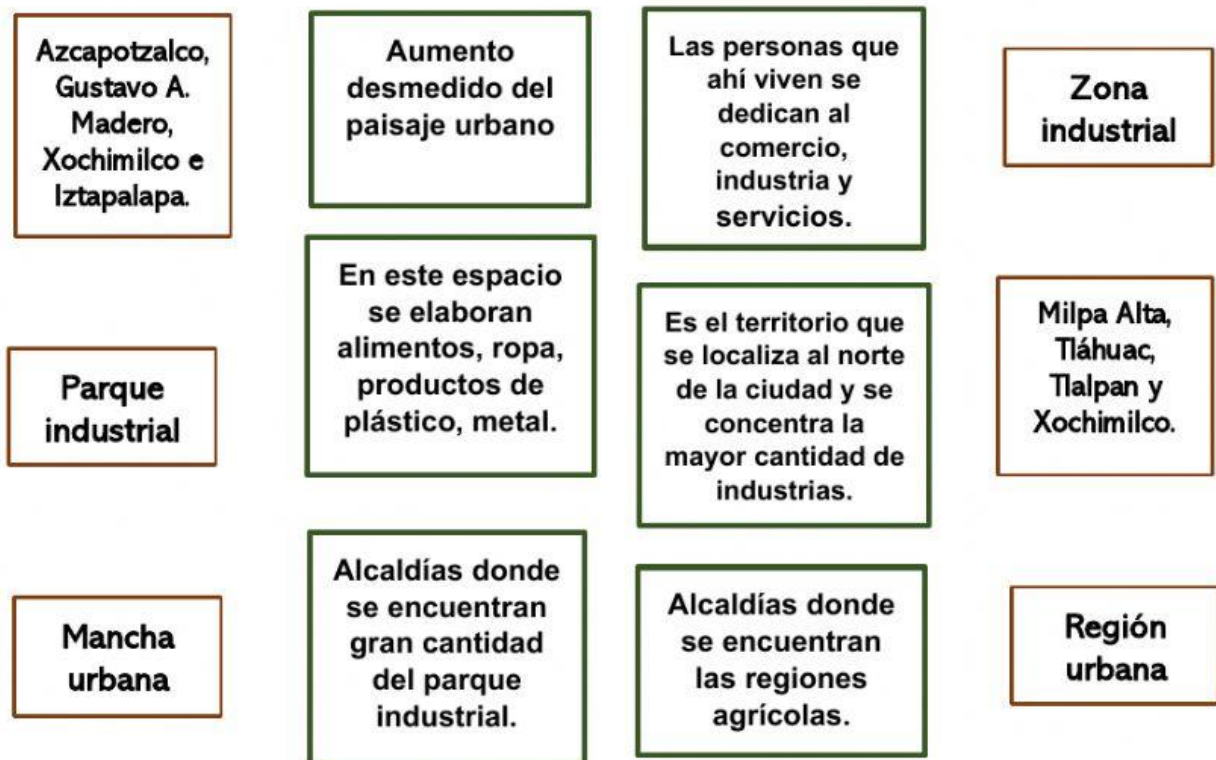 Azcapotzalco,
Gustavo A.
Madero,
Xochimilco e
Iztapalapa.
Aumento
desmedido del
paisaje urbano
Las personas que
ahí viven se
dedican al
comercio,
industria y
servicios.
Zona
industrial
Parque
industrial
En este espacio
se elaboran
alimentos, ropa,
productos de
plástico, metal.
Es el territorio que
se localiza al norte
de la ciudad y se
concentra la
mayor cantidad de
industrias.
Milpa Alta,
Tláhuac,
Tlalpan y
Xochimilco.
Mancha
urbana
Alcaldías donde
se encuentran
gran cantidad
del parque
industrial.
Alcaldías donde
se encuentran
las regiones
agrícolas.
Región
urbana